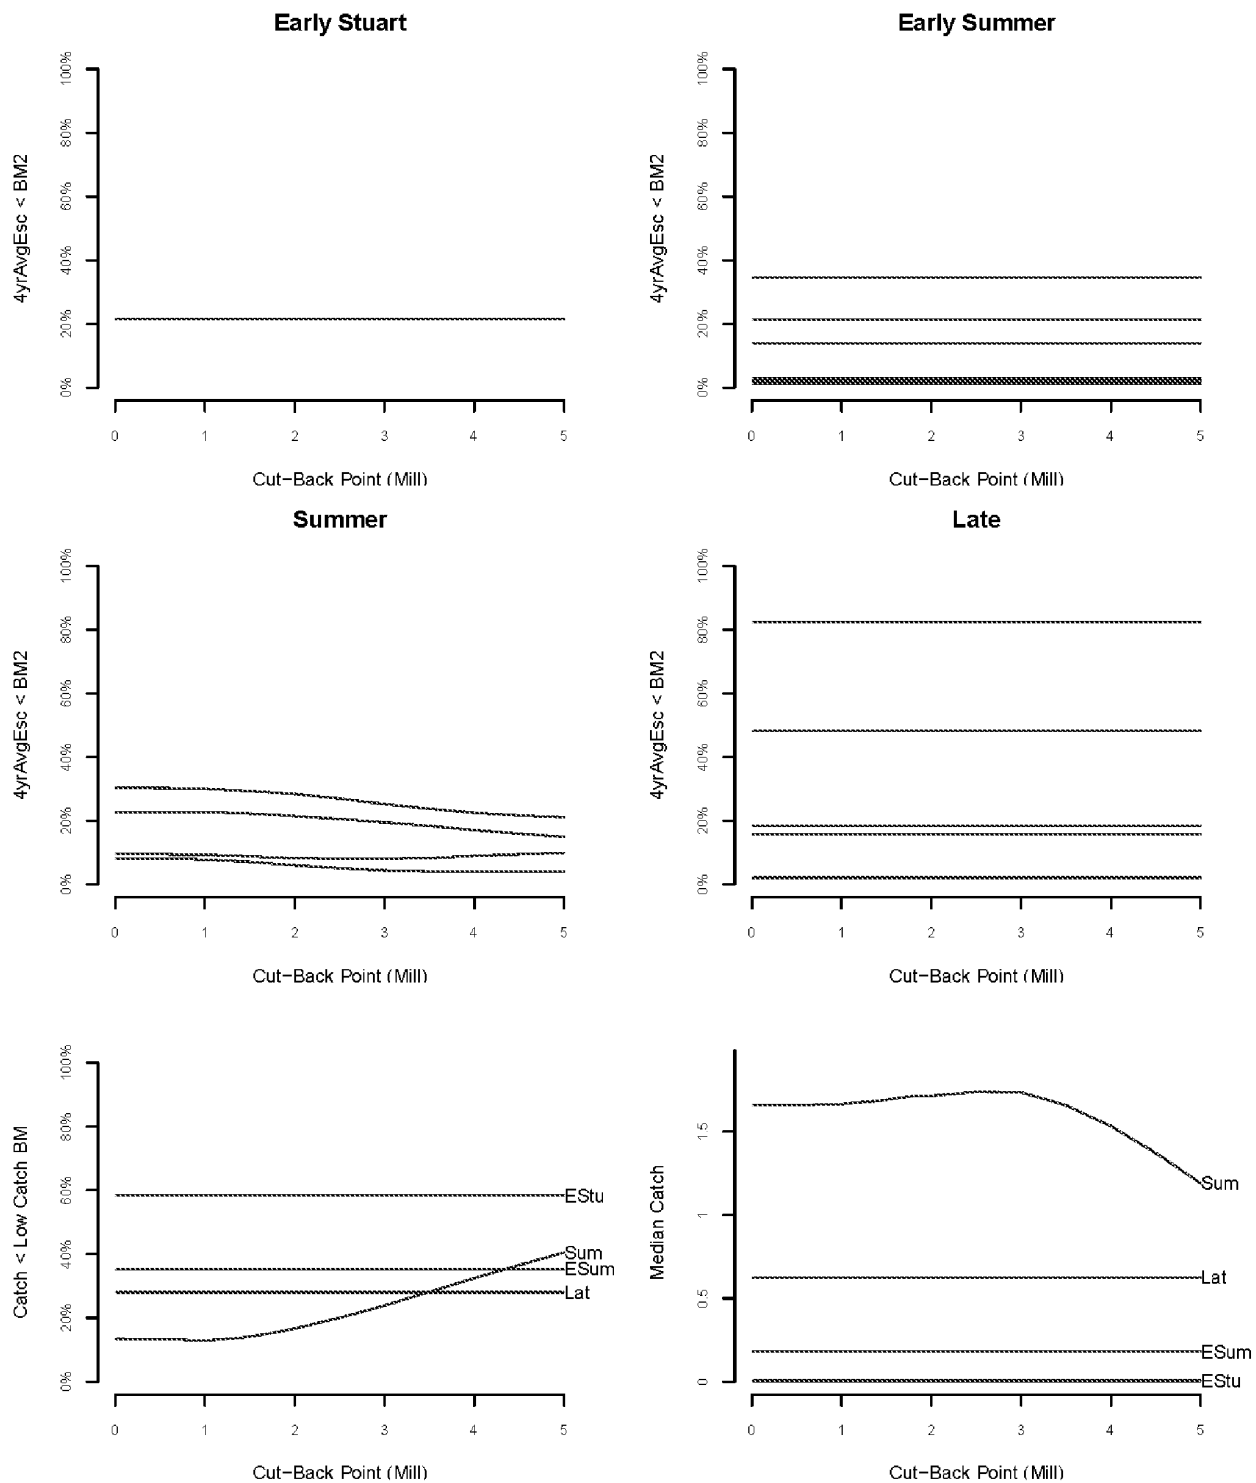 Early Stuart
4yrAvgEsc < BM2
100%
80%
60%
40%
20%
0%
0 1 2 3 4 5
Cut-Back Point (Mill)
Early Summer
4yrAvgEsc < BM2
100%
80%
60%
40%
20%
0%
0 1 2 3 4 5
Cut-Back Point (Mill)
Summer
4yrAvgEsc < BM2
100%
80%
60%
40%
20%
0%
0 1 2 3 4 5
Cut-Back Point (Mill)
Late
4yrAvgEsc < BM2
100%
80%
60%
40%
20%
0%
0 1 2 3 4 5
Cut-Back Point (Mill)
Catch < Low Catch BM
100%
80%
60%
40%
20%
0%
EStu
Sum
ESum
Lat
0 1 2 3 4 5
Cut-Back Point (Mill)
Median Catch
1.5
1
0.5
0
Sum
Lat
ESum
EStu
0 1 2 3 4 5
Cut-Back Point (Mill)